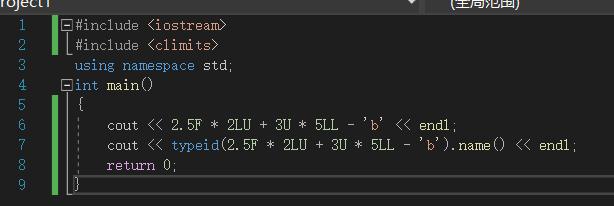 roject1
(全局范围)
1 #include <iostream>
2 #include <climits>
3 using namespace std;
4 int main()
5 {
6 cout << 2.5F * 2LU + 3U * 5LL - 'b' << endl;
7 cout << typeid(2.5F * 2LU + 3U * 5LL - 'b').name() << endl;
8 return 0;
9 }